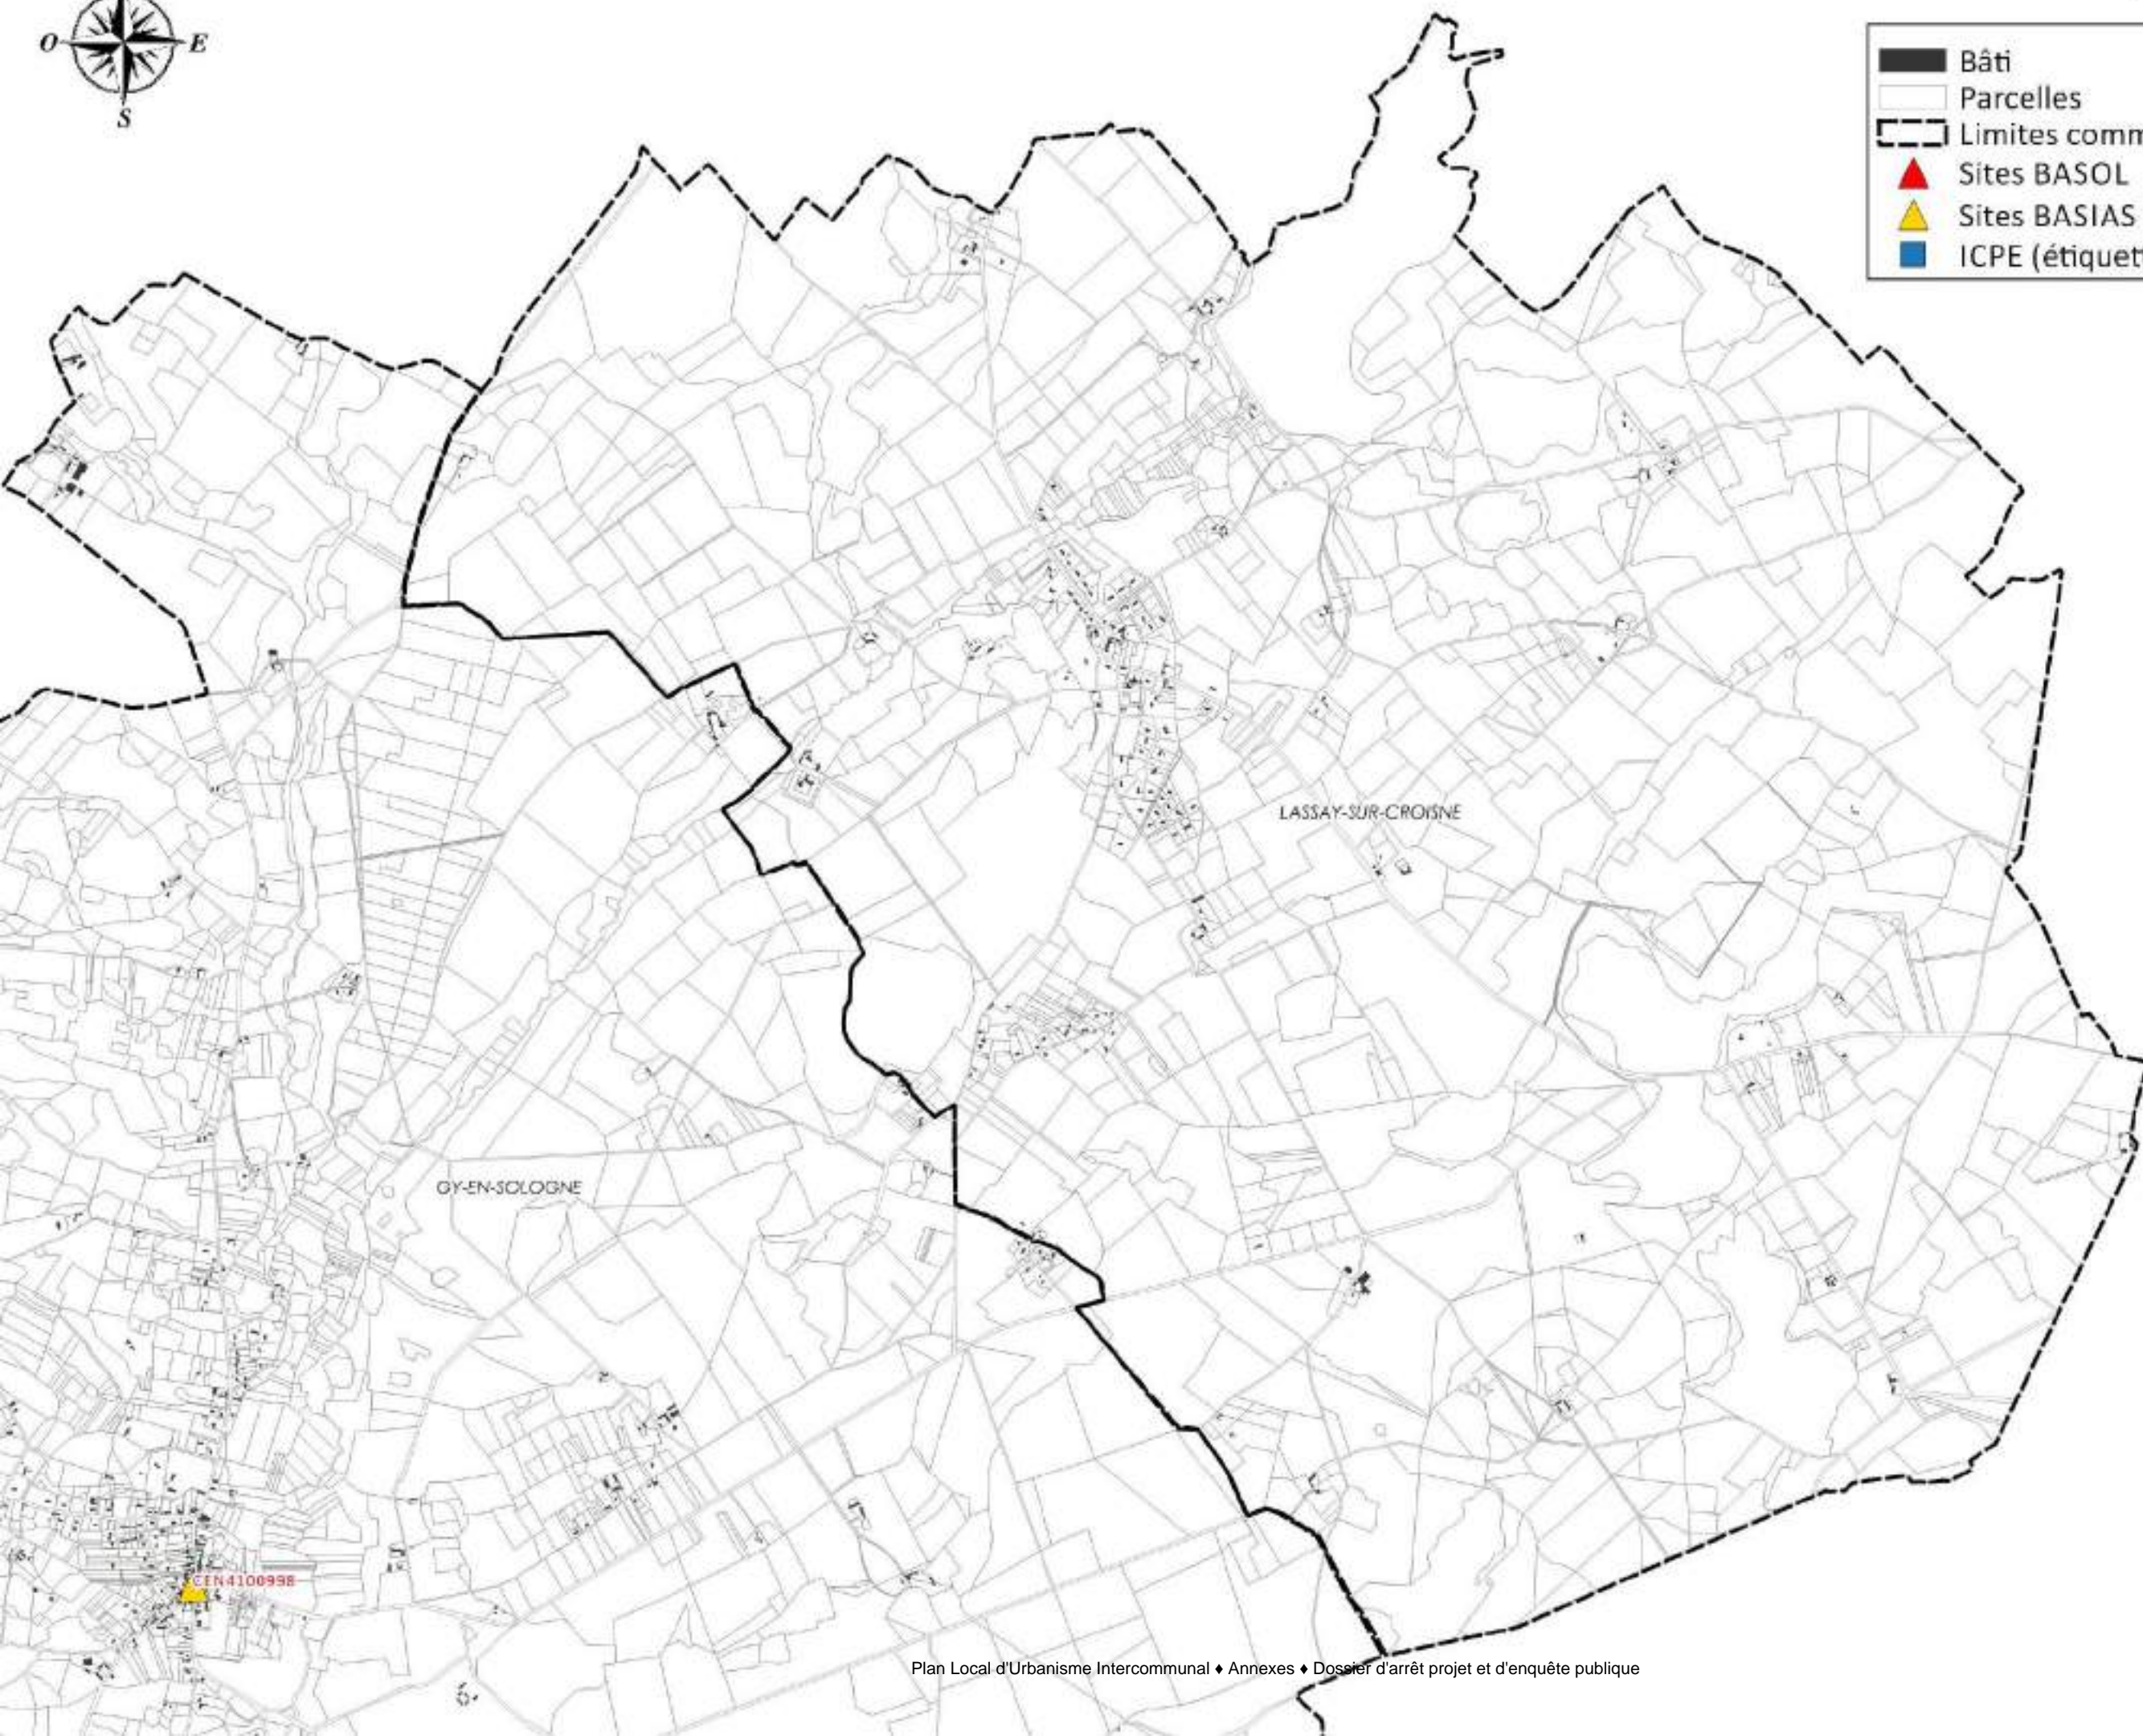 O E
S
Bâti
Parcelles
Limites comm
Sites BASOL
Sites BASIAS
ICPE (étiquet
LASSAY-SUR-CROISNE
GY-EN-SOLOGNE
CEN4100998
Plan Local d'Urbanisme Intercommunal ♦ Annexes ♦ Dossier d'arrêt projet et d'enquête publique